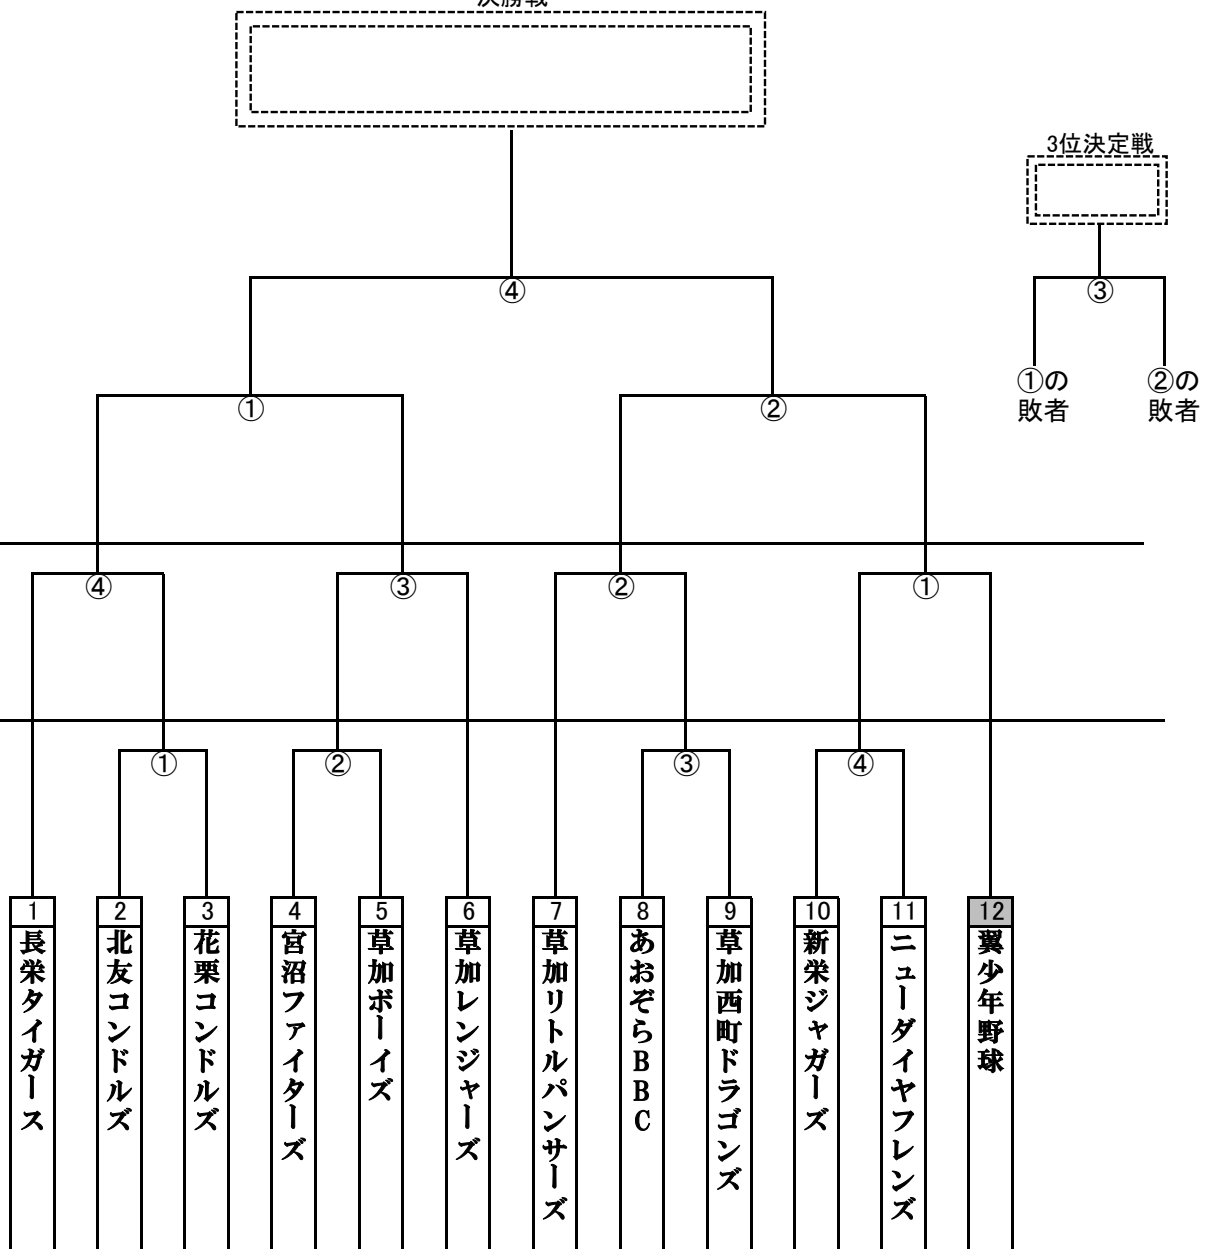 決勝戦
3位決定戦
④
③
①の
敗者
②の
敗者
①
②
④
③
②
①
①
②
③
④
1
2
3
4
5
6
7
8
9
10
11
12
長栄タイガース
北友コンドルズ
花栗コンドルズ
宮沼ファイターズ
草加ボーイズ
草加レンジャーズ
草加リトルパンサーズ
あおぞらBBC
草加西町ドラゴンズ
新栄ジャガーズ
ニューダイヤフレンズ
翼少年野球